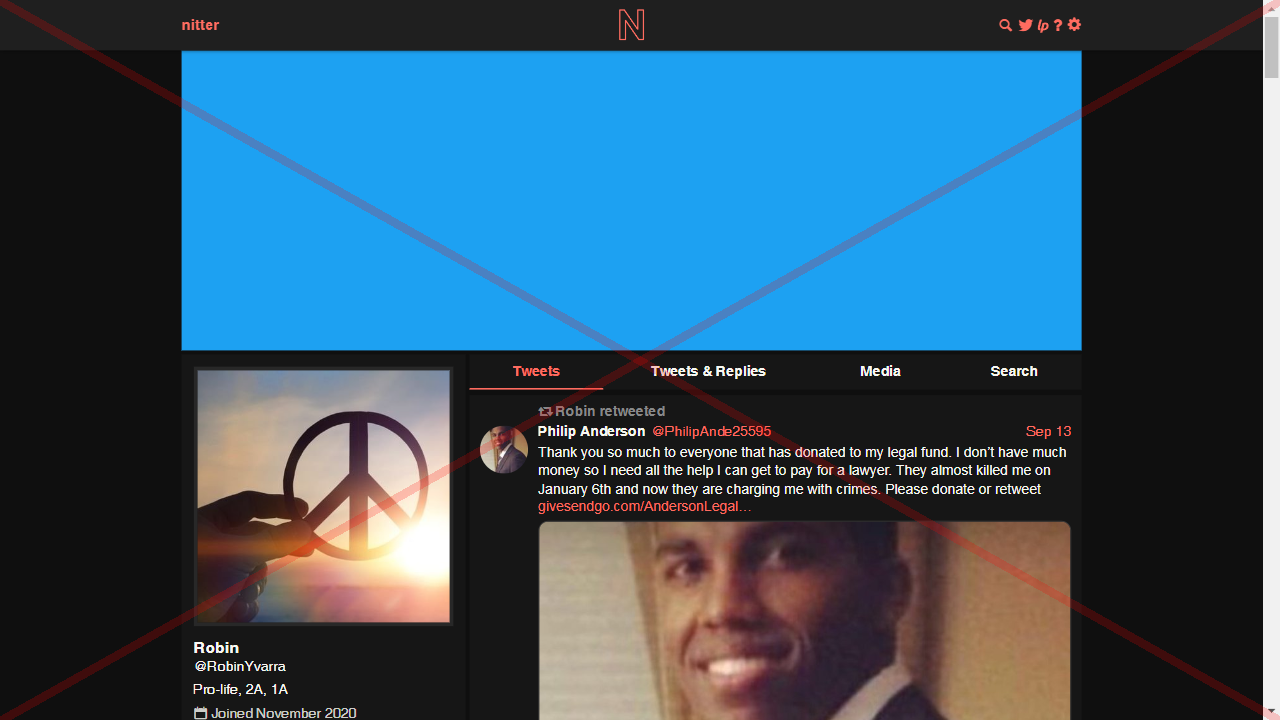 nitter
N
lp ?
Tweets
Tweets & Replies
Media
Search
Robin retweeted
Philip Anderson @PhilipAnde25595 Sep 13
Thank you so much to everyone that has donated to my legal fund. I don't have much
money so I need all the help I can get to pay for a lawyer. They almost killed me on
January 6th and now they are charging me with crimes. Please donate or retweet
givesendgo.com/AndersonLegal…
Robin
@RobinYvarra
Pro-life, 2A, 1A
Joined November 2020